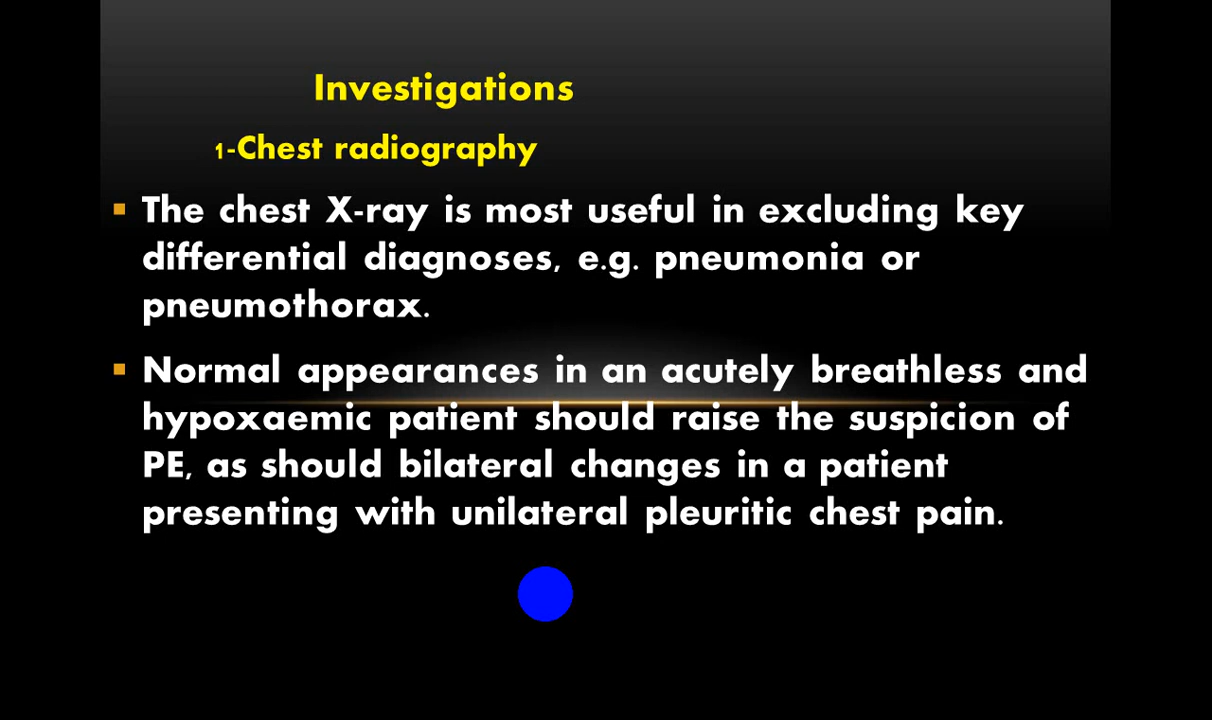 Investigations
1-Chest radiography
The chest X-ray is most useful in excluding key
differential diagnoses, e.g. pneumonia or
pneumothorax.
Normal appearances in an acutely breathless and
hypoxaemic patient should raise the suspicion of
PE, as should bilateral changes in a patient
presenting with unilateral pleuritic chest pain.